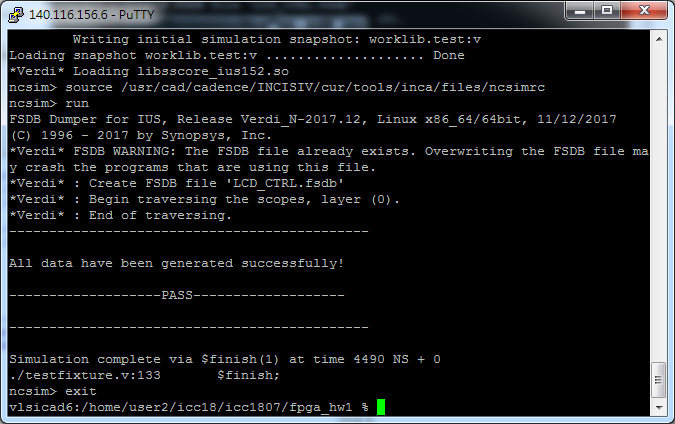 140.116.156.6 - PuTTY
Writing initial simulation snapshot: worklib.test:v
Loading snapshot worklib.test:v .................... Done
*Verdi* Loading libsscore_ius152.so
ncsim> source /usr/cad/cadence/INCISIV/cur/tools/inca/files/ncsimrc
ncsim> run
FSDB Dumper for IUS, Release Verdi_N-2017.12, Linux x86_64/64bit, 11/12/2017
(C) 1996 - 2017 by Synopsys, Inc.
*Verdi* FSDB WARNING: The FSDB file already exists. Overwriting the FSDB file ma
y crash the programs that are using this file.
*Verdi* : Create FSDB file 'LCD_CTRL.fsdb'
*Verdi* : Begin traversing the scopes, layer (0).
*Verdi* : End of traversing.
-----------------------------------------------
All data have been generated successfully!
-------------------PASS-------------------
-----------------------------------------------
Simulation complete via $finish(1) at time 4490 NS + 0
./testfixture.v:133       $finish;
ncsim> exit
vlsicad6:/home/user2/icc18/icc1807/fpga_hw1 %